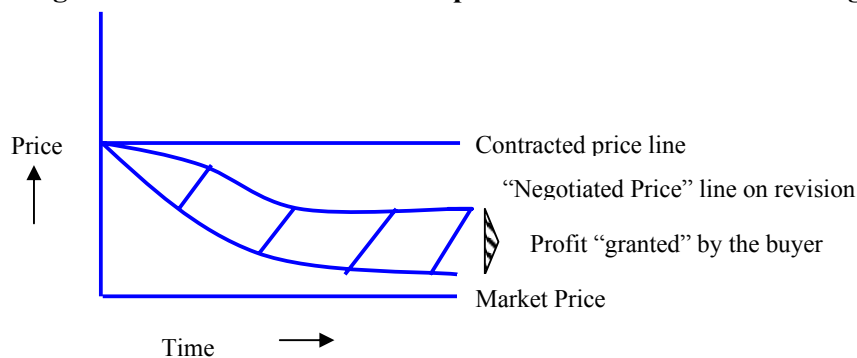 Price
Contracted price line
“Negotiated Price” line on revision
Profit “granted” by the buyer
Market Price
Time